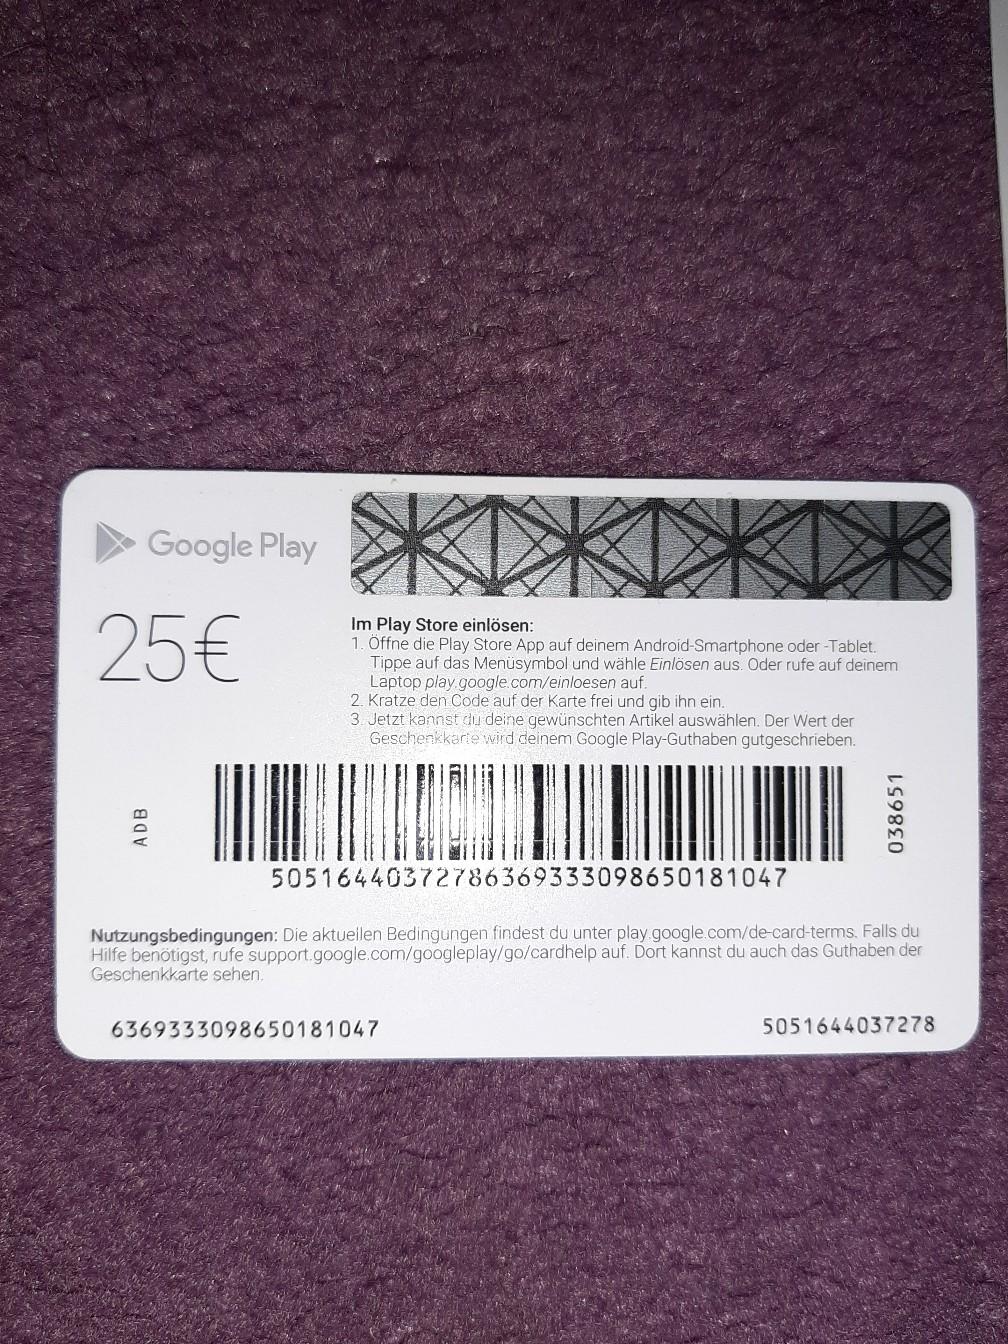 Google Play
25€
Im Play Store einlösen:
1. Öffne die Play Store App auf deinem Android-Smartphone oder -Tablet.
Tippe auf das Menüsymbol und wähle Einlösen aus. Oder rufe auf deinem
Laptop play.google.com/einloesen auf.
2. Kratze den Code auf der Karte frei und gib ihn ein.
3. Jetzt kannst du deine gewünschten Artikel auswählen. Der Wert der
Geschenkkarte wird deinem Google Play-Guthaben gutgeschrieben.
ADB
038651
50516440372786369333098650181047
Nutzungsbedingungen: Die aktuellen Bedingungen findest du unter play.google.com/de-card-terms. Falls du
Hilfe benötigst, rufe support.google.com/googleplay/go/cardhelp auf. Dort kannst du auch das Guthaben der
Geschenkkarte sehen.
6369333098650181047
5051644037278